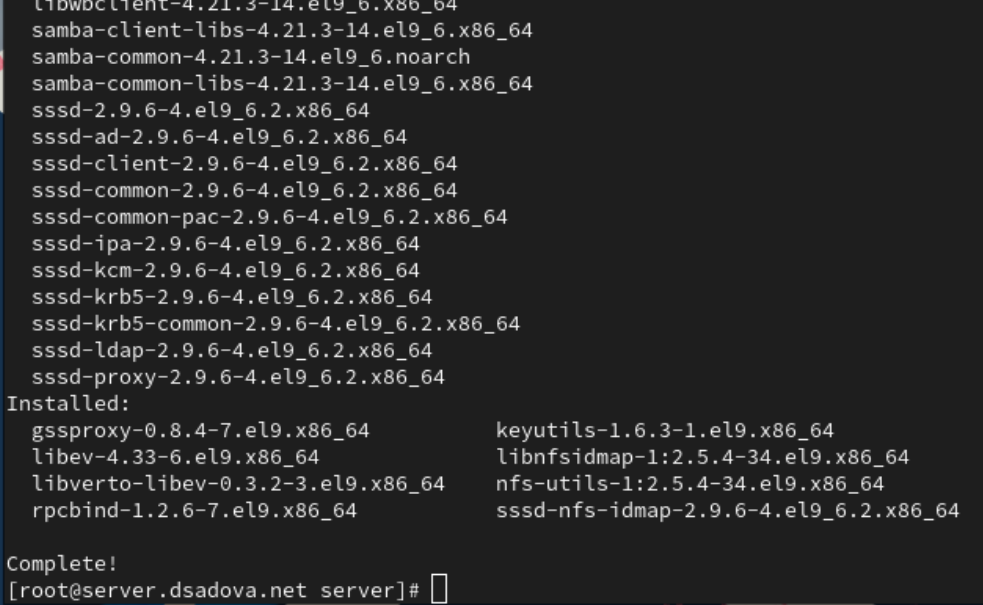 libwbclient-4.21.3-14.el9_6.x86_64
samba-client-libs-4.21.3-14.el9_6.x86_64
samba-common-4.21.3-14.el9_6.noarch
samba-common-libs-4.21.3-14.el9_6.x86_64
sssd-2.9.6-4.el9_6.2.x86_64
sssd-ad-2.9.6-4.el9_6.2.x86_64
sssd-client-2.9.6-4.el9_6.2.x86_64
sssd-common-2.9.6-4.el9_6.2.x86_64
sssd-common-pac-2.9.6-4.el9_6.2.x86_64
sssd-ipa-2.9.6-4.el9_6.2.x86_64
sssd-kcm-2.9.6-4.el9_6.2.x86_64
sssd-krb5-2.9.6-4.el9_6.2.x86_64
sssd-krb5-common-2.9.6-4.el9_6.2.x86_64
sssd-ldap-2.9.6-4.el9_6.2.x86_64
sssd-proxy-2.9.6-4.el9_6.2.x86_64
Installed:
gssproxy-0.8.4-7.el9.x86_64 keyutils-1.6.3-1.el9.x86_64
libev-4.33-6.el9.x86_64 libnfsidmap-1:2.5.4-34.el9.x86_64
libverto-libev-0.3.2-3.el9.x86_64 nfs-utils-1:2.5.4-34.el9.x86_64
rpcbind-1.2.6-7.el9.x86_64 sssd-nfs-idmap-2.9.6-4.el9_6.2.x86_64
Complete!
[root@server.dsadova.net server]#